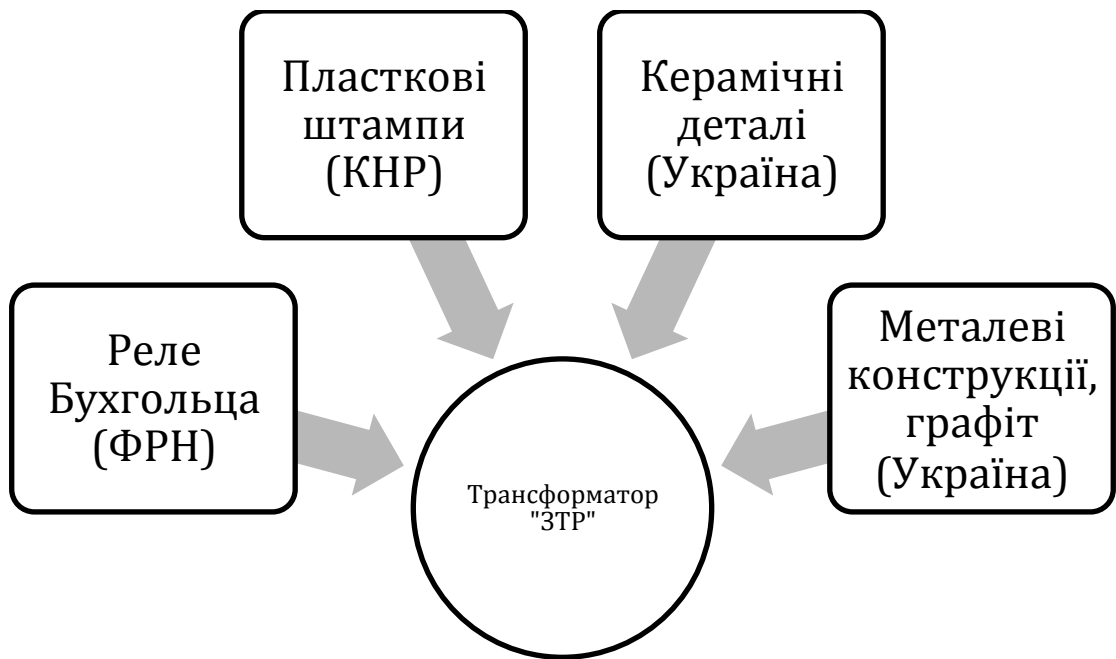 Пласткові
штампи
(КНР)
Керамічні
деталі
(Україна)
Реле
Бухгольца
(ФРН)
Металеві
конструкції,
графіт
(Україна)
Трансформатор
"ЗТР"